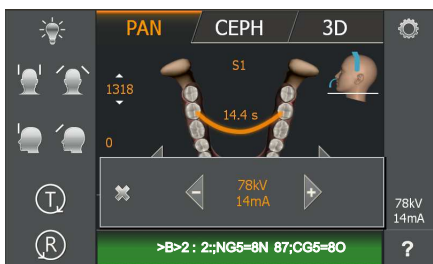 PAN
CEPH
3D
S1
1318
14.4 s
0
78kV
14mA
78kV
14mA
T
R
>B>2 : 2:;NG5=8N 87;CG5=8O
?